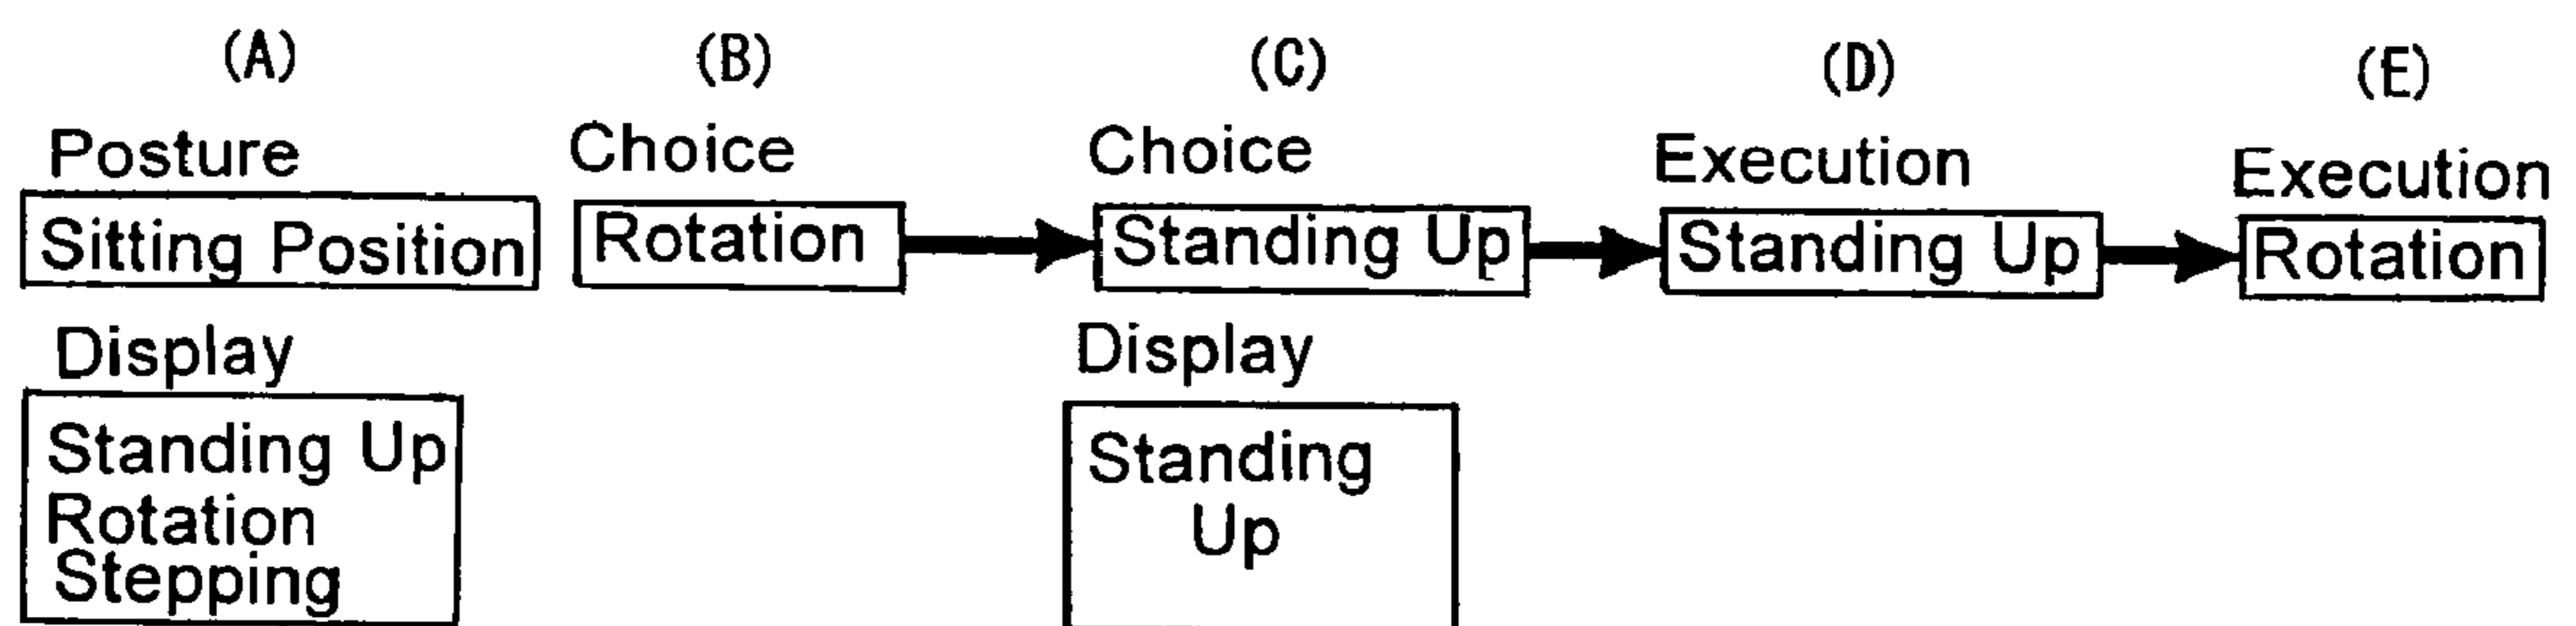 (A)
Posture
Sitting Position
Display
Standing Up
Rotation
Stepping
(B)
Choice
Rotation
(C)
Choice
Standing Up
Display
Standing
Up
(D)
Execution
Standing Up
(E)
Execution
Rotation